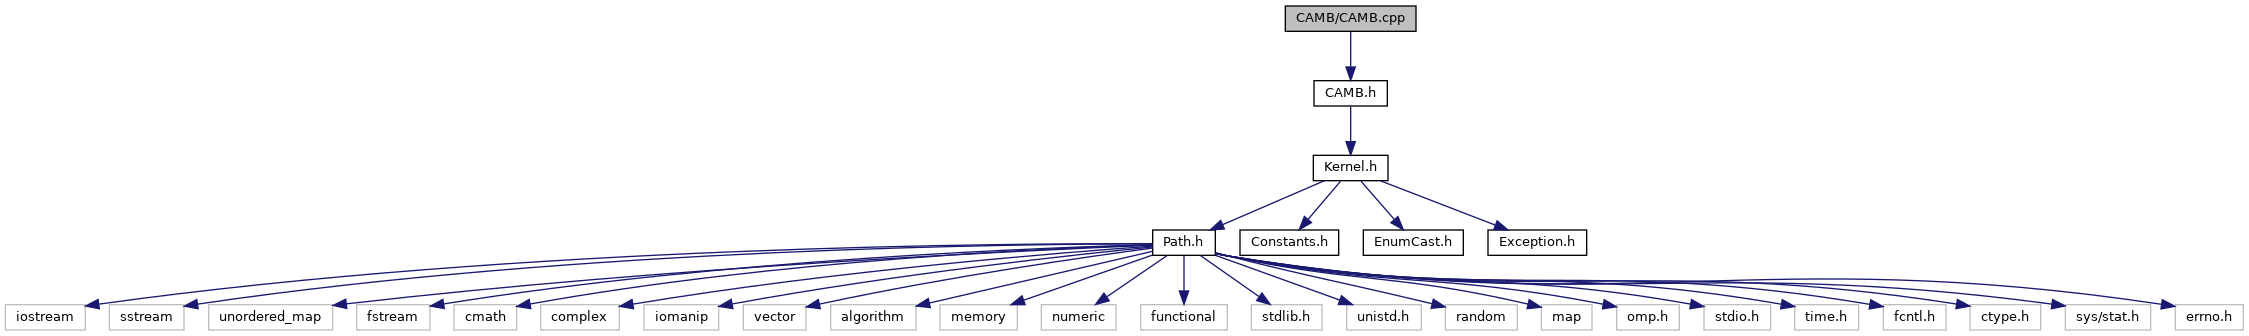 CAMB/CAMB.cpp
CAMB.h
Kernel.h
Path.h
Constants.h
EnumCast.h
Exception.h
iostream
sstream
unordered_map
fstream
cmath
complex
iomanip
vector
algorithm
memory
numeric
functional
stdlib.h
unistd.h
random
map
omp.h
stdio.h
time.h
fcntl.h
ctype.h
sys/stat.h
errno.h